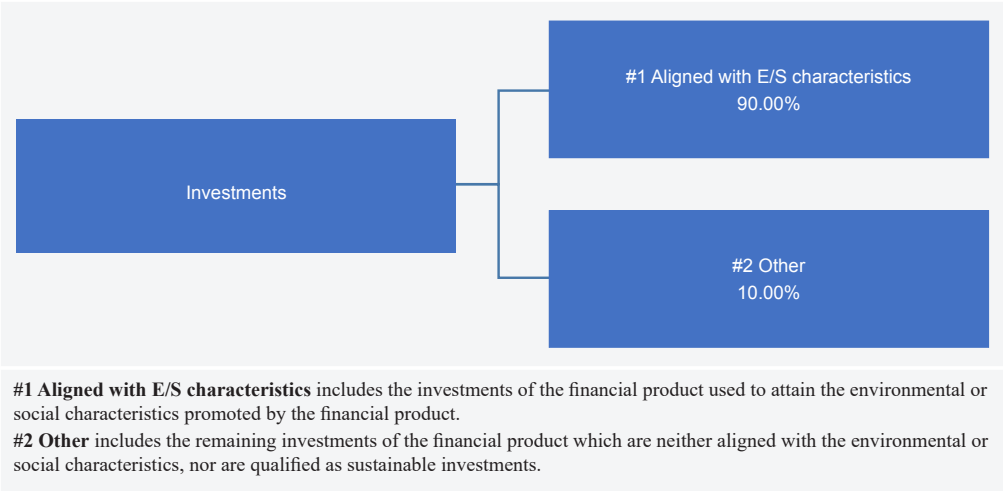 #1 Aligned with E/S characteristics
90.00%
Investments
#2 Other
10.00%
#1 Aligned with E/S characteristics includes the investments of the financial product used to attain the environmental or
social characteristics promoted by the financial product.
#2 Other includes the remaining investments of the financial product which are neither aligned with the environmental or
social characteristics, nor are qualified as sustainable investments.